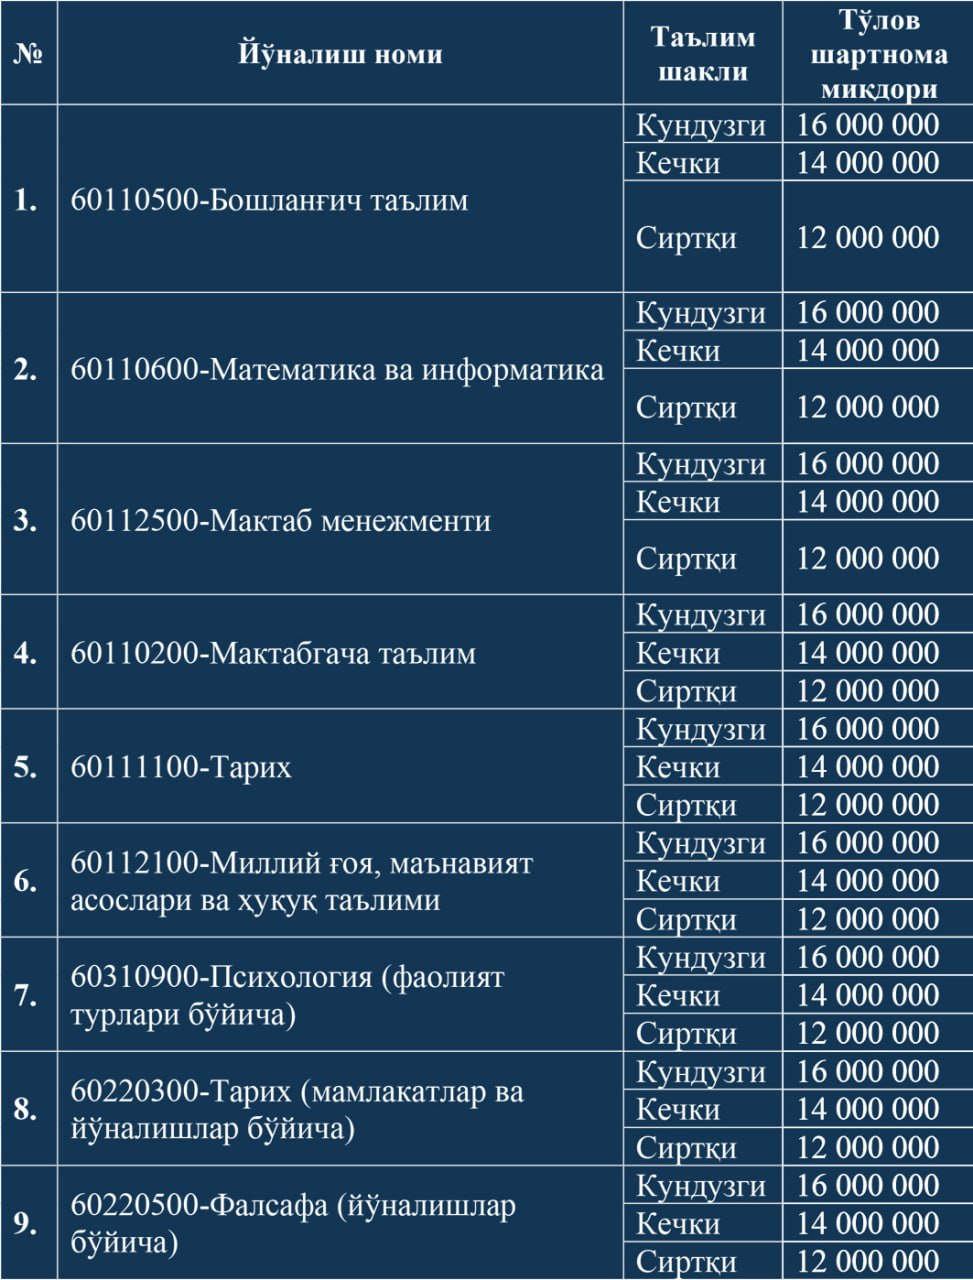 № Йўналиш номи Таълим шакли Тўлов шартнома миқдори
1. 60110500-Бошланғич таълим
Кундузги 16 000 000
Кечки 14 000 000
Сиртқи 12 000 000
2. 60110600-Математика ва информатика
Кундузги 16 000 000
Кечки 14 000 000
Сиртқи 12 000 000
3. 60112500-Мактаб менежменти
Кундузги 16 000 000
Кечки 14 000 000
Сиртқи 12 000 000
4. 60110200-Мактабгача таълим
Кундузги 16 000 000
Кечки 14 000 000
Сиртқи 12 000 000
5. 60111100-Тарих
Кундузги 16 000 000
Кечки 14 000 000
Сиртқи 12 000 000
6. 60112100-Миллий ғоя, маънавият
асослари ва ҳуқуқ таълими
Кундузги 16 000 000
Кечки 14 000 000
Сиртқи 12 000 000
7. 60310900-Психология (фаолият
турлари бўйича)
Кундузги 16 000 000
Кечки 14 000 000
Сиртқи 12 000 000
8. 60220300-Тарих (мамлакатлар ва
йўналишлар бўйича)
Кундузги 16 000 000
Кечки 14 000 000
Сиртқи 12 000 000
9. 60220500-Фалсафа (йўналишлар
бўйича)
Кундузги 16 000 000
Кечки 14 000 000
Сиртқи 12 000 000